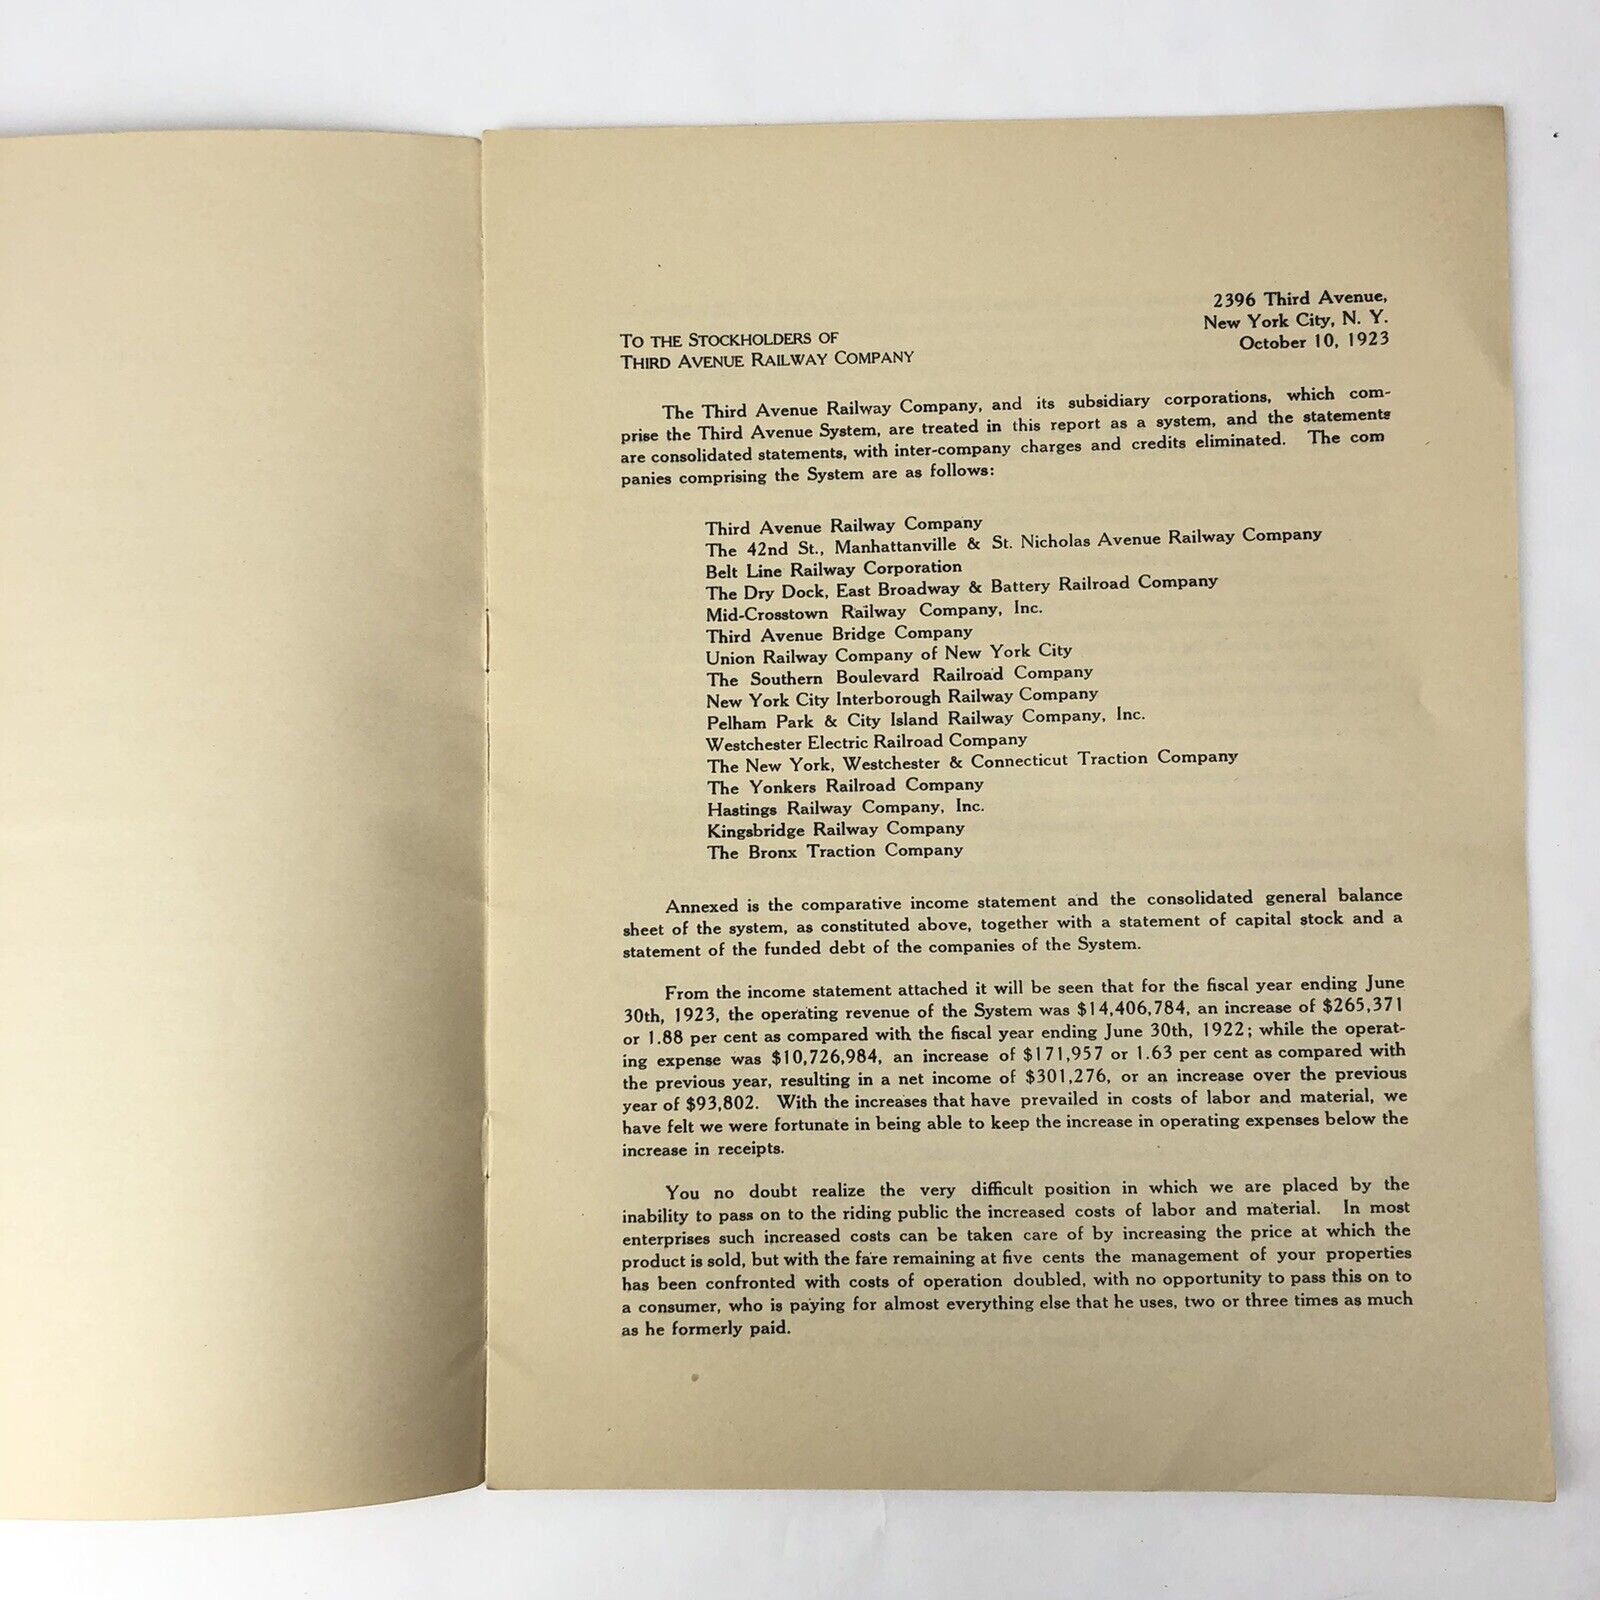 2396 Third Avenue,
New York City, N. Y.
October 10, 1923
To the Stockholders of
Third Avenue Railway Company
The Third Avenue Railway Company, and its subsidiary corporations, which com-
prise the Third Avenue System, are treated in this report as a system, and the statements
are consolidated statements, with inter-company charges and credits eliminated. The com
panies comprising the System are as follows:
Third Avenue Railway Company
The 42nd St., Manhattanville & St. Nicholas Avenue Railway Company
Belt Line Railway Corporation
The Dry Dock, East Broadway & Battery Railroad Company
Mid-Crosstown Railway Company, Inc.
Third Avenue Bridge Company
Union Railway Company of New York City
The Southern Boulevard Railroad Company
New York City Interborough Railway Company
Pelham Park & City Island Railway Company, Inc.
Westchester Electric Railroad Company
The New York, Westchester & Connecticut Traction Company
The Yonkers Railroad Company
Hastings Railway Company, Inc.
Kingsbridge Railway Company
The Bronx Traction Company
Annexed is the comparative income statement and the consolidated general balance
sheet of the system, as constituted above, together with a statement of capital stock and a
statement of the funded debt of the companies of the System.
From the income statement attached it will be seen that for the fiscal year ending June
30th, 1923, the operating revenue of the System was $14,406,784, an increase of $265,371
or 1.88 per cent as compared with the fiscal year ending June 30th, 1922; while the operat-
ing expense was $10,726,984, an increase of $171,957 or 1.63 per cent as compared with
the previous year, resulting in a net income of $301,276, or an increase over the previous
year of $93,802. With the increases that have prevailed in costs of labor and material, we
have felt we were fortunate in being able to keep the increase in operating expenses below the
increase in receipts.
You no doubt realize the very difficult position in which we are placed by the
inability to pass on to the riding public the increased costs of labor and material. In most
enterprises such increased costs can be taken care of by increasing the price at which the
product is sold, but with the fare remaining at five cents the management of your properties
has been confronted with costs of operation doubled, with no opportunity to pass this on to
a consumer, who is paying for almost everything else that he uses, two or three times as much
as he formerly paid.